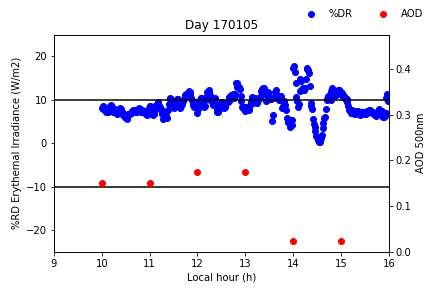 %DR AOD
Day 170105
%RD Erythermal Irradiance (W/m2)
20
10
0
−10
−20
0.4
0.3
0.2
0.1
0.0
AOD 500nm
9 10 11 12 13 14 15 16
Local hour (h)